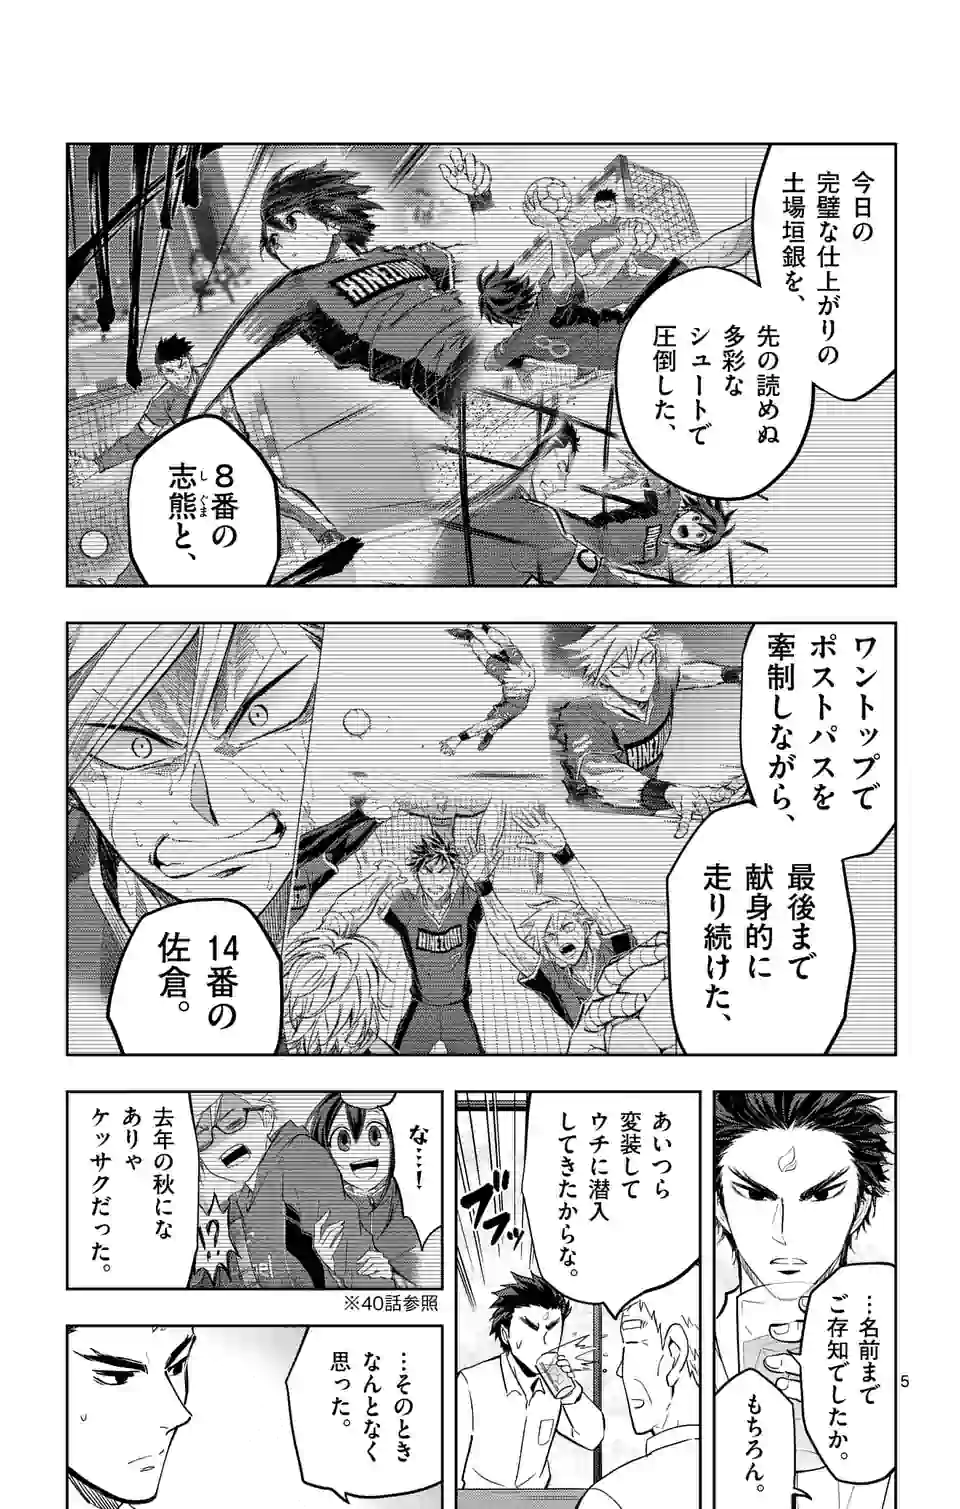 今日の
完璧な仕上がりの
土場垣銀を、
先の読めぬ
多彩な
シュートで
圧倒した、
HINEZUMI
8番の
志熊と、
しぐま
ワントップで
ポストパスを
牽制しながら、
最後まで
献身的に
走り続けた、
14番の
佐倉。
…名前まで
ご存知でしたか。
もちろん。
あいつら
変装して
ウチに潜入
してきたからな。
な…!
!?
去年の秋にな
ありゃ
ケッサクだった。
※40話参照
…そのとき
なんとなく
思った。
5